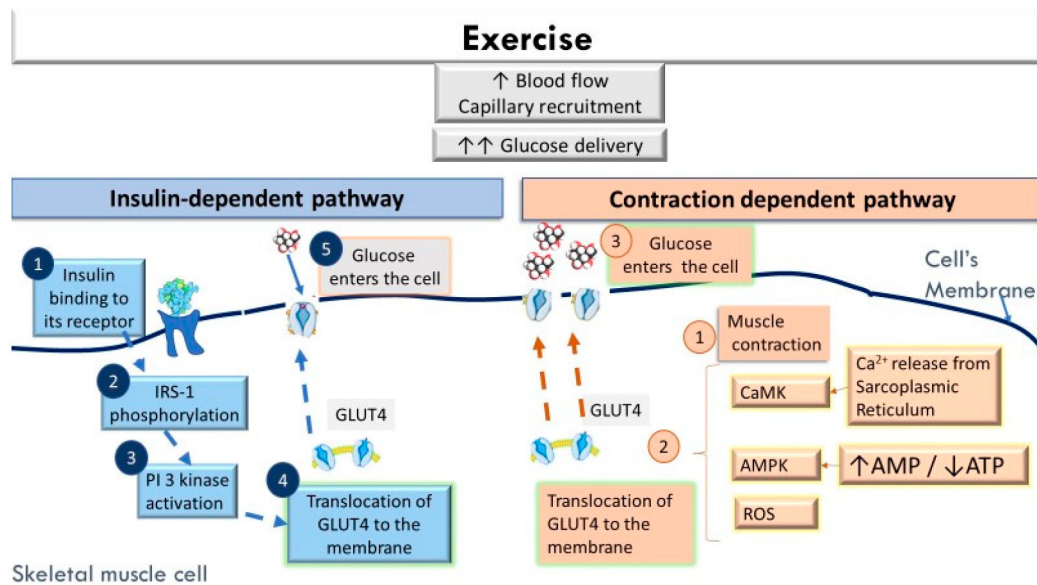 Exercise
↑ Blood flow
Capillary recruitment
↑↑ Glucose delivery
Insulin-dependent pathway
Contraction dependent pathway
1
Insulin
binding to
its receptor
2
IRS-1
phosphorylation
3
PI 3 kinase
activation
4
Translocation of
GLUT4 to the
membrane
GLUT4
5
Glucose
enters the cell
3
Glucose
enters the cell
Cell's
Membrane
1
Muscle
contraction
2
CaMK
Ca²⁺ release from
Sarcoplasmic
Reticulum
AMPK
↑AMP / ↓ATP
ROS
GLUT4
Translocation of
GLUT4 to the
membrane
Skeletal muscle cell